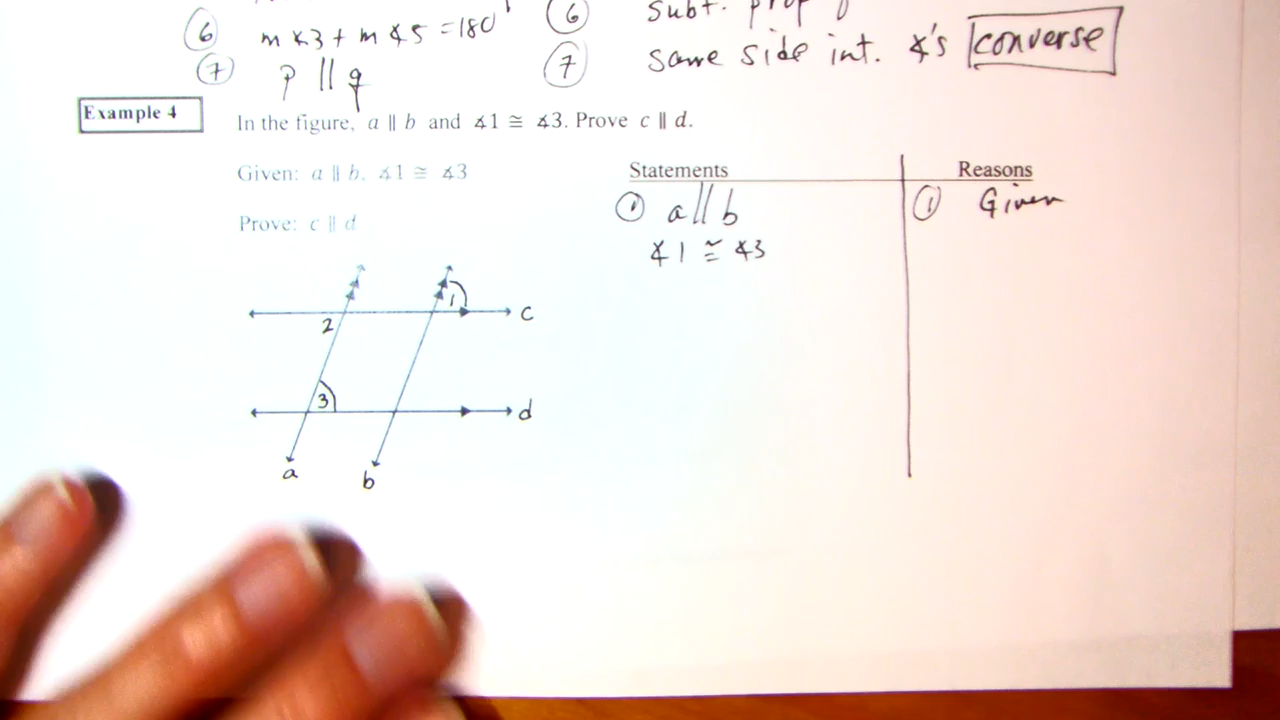 ⑥ m∡3 + m∡5 = 180 ⑥ Subt. prop
⑦ p || q ⑦ same side int. ∡'s converse
Example 4 In the figure, a || b and ∡1 ≅ ∡3. Prove c || d.
Given: a || b, ∡1 ≅ ∡3
Statements Reasons
① a || b ① Given
Prove: c || d
∡1 ≅ ∡3
1
2 c
3
d
a b